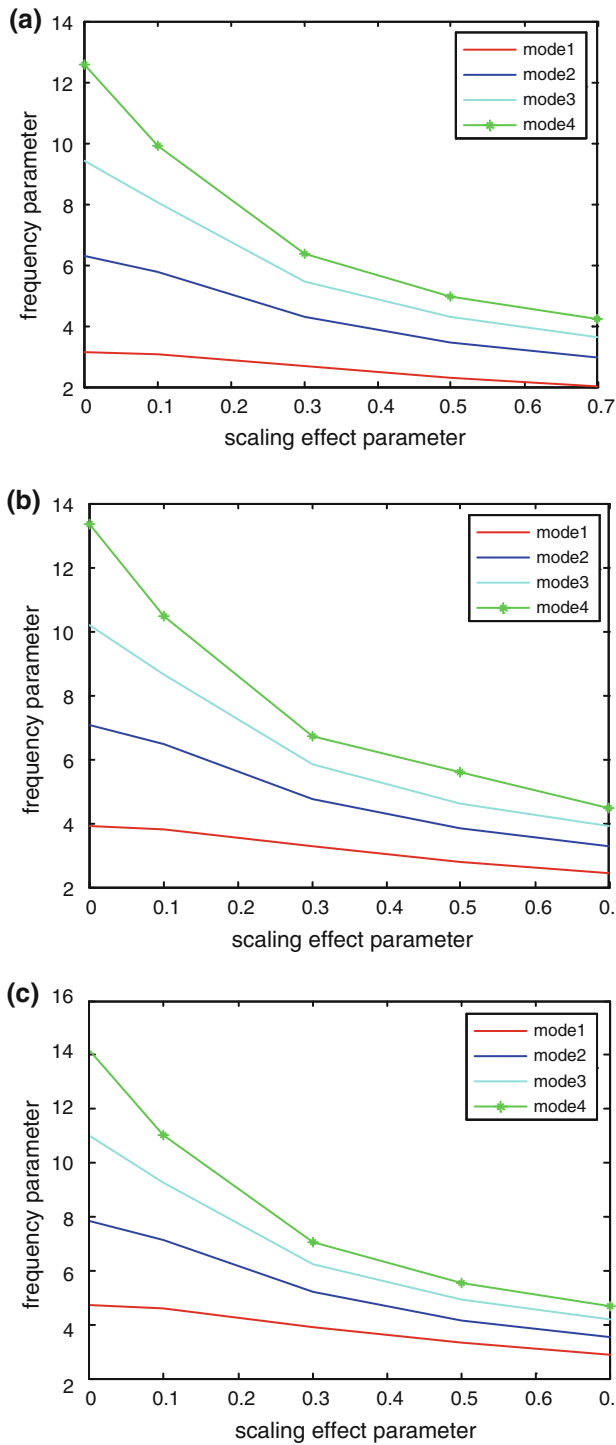 (a)
14
12
10
8
6
4
2
frequency parameter
mode1
mode2
mode3
mode4
0 0.1 0.2 0.3 0.4 0.5 0.6 0.7
scaling effect parameter
(b)
14
12
10
8
6
4
2
frequency parameter
mode1
mode2
mode3
mode4
0 0.1 0.2 0.3 0.4 0.5 0.6 0.
scaling effect parameter
(c)
16
14
12
10
8
6
4
2
frequency parameter
mode1
mode2
mode3
mode4
0 0.1 0.2 0.3 0.4 0.5 0.6 0.
scaling effect parameter